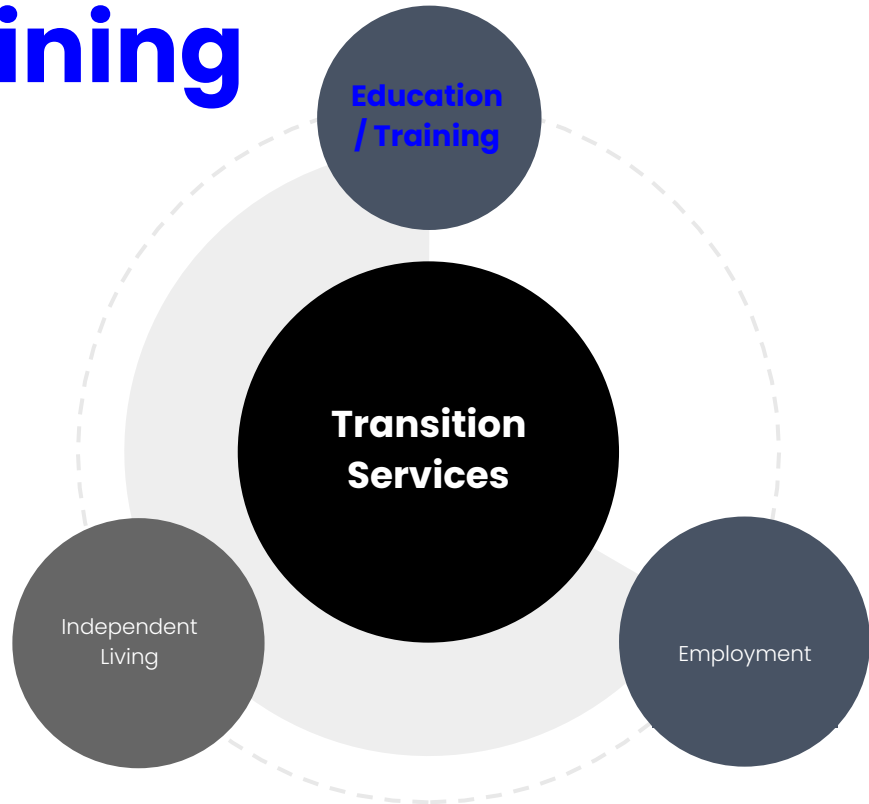 ining
Education
/ Training
Transition
Services
Independent
Living
Employment